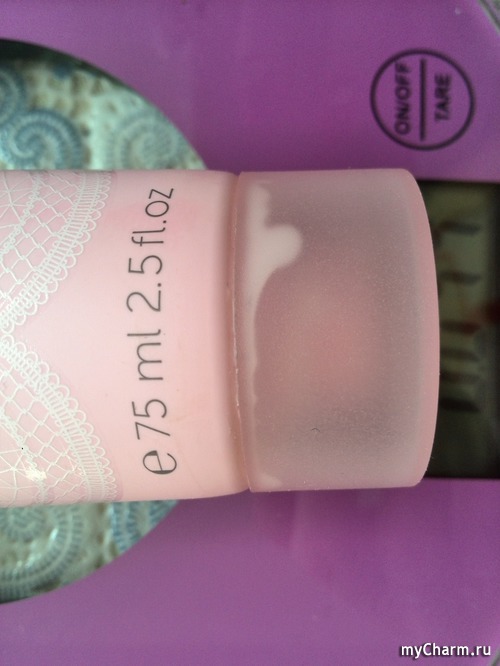 ON/OFF
TARE
℮ 75 ml 2.5 fl.oz
myCharm.ru